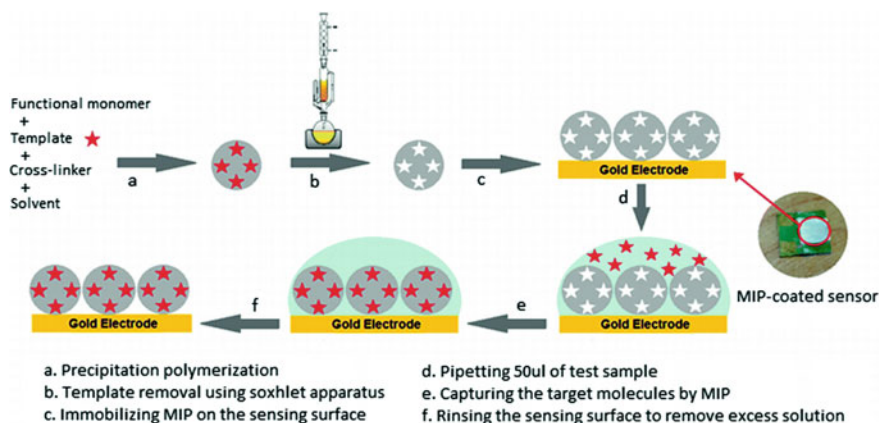 Functional monomer
+
Template
+
Cross-linker
+
Solvent
a
b
c
Gold Electrode
d
MIP-coated sensor
Gold Electrode
e
Gold Electrode
f
Gold Electrode
a. Precipitation polymerization
b. Template removal using soxhlet apparatus
c. Immobilizing MIP on the sensing surface
d. Pipetting 50ul of test sample
e. Capturing the target molecules by MIP
f. Rinsing the sensing surface to remove excess solution